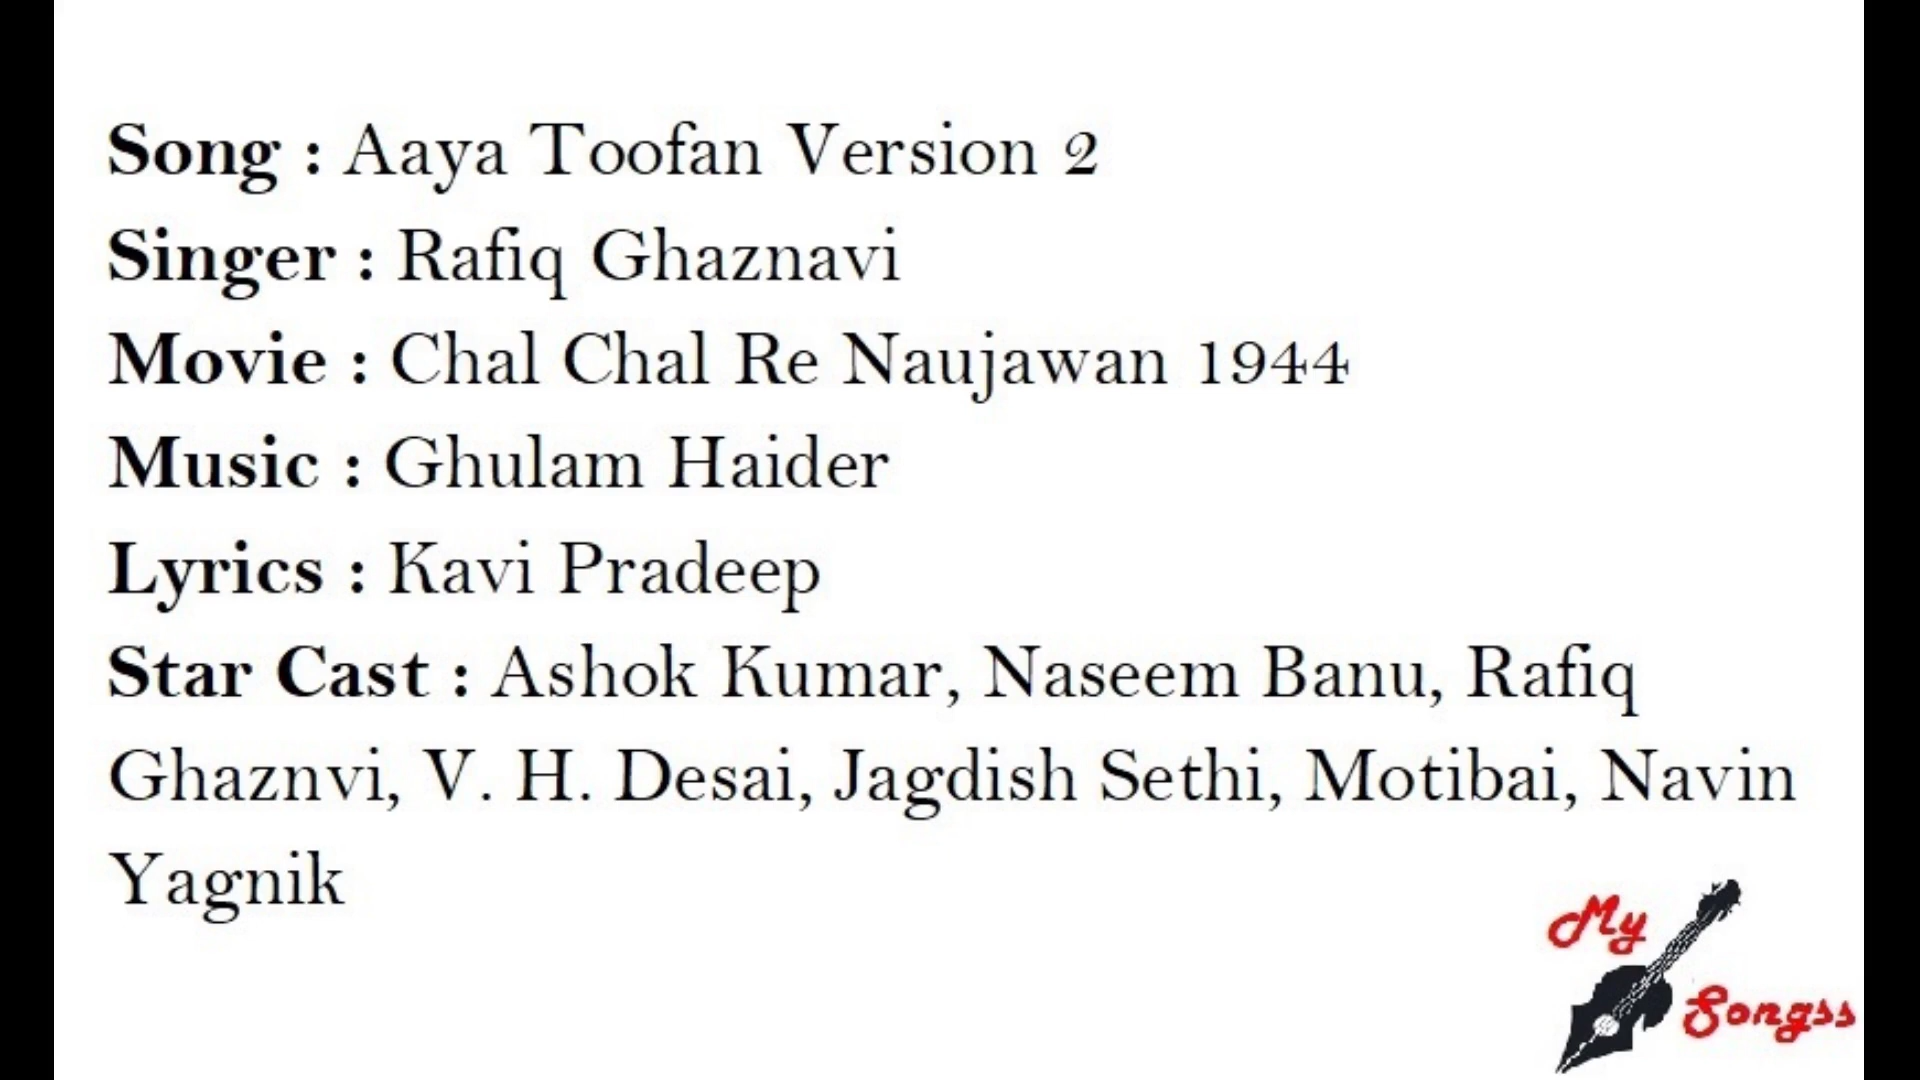 Song : Aaya Toofan Version 2
Singer : Rafiq Ghaznavi
Movie : Chal Chal Re Naujawan 1944
Music : Ghulam Haider
Lyrics : Kavi Pradeep
Star Cast : Ashok Kumar, Naseem Banu, Rafiq
Ghaznvi, V. H. Desai, Jagdish Sethi, Motibai, Navin
Yagnik
My
Songss